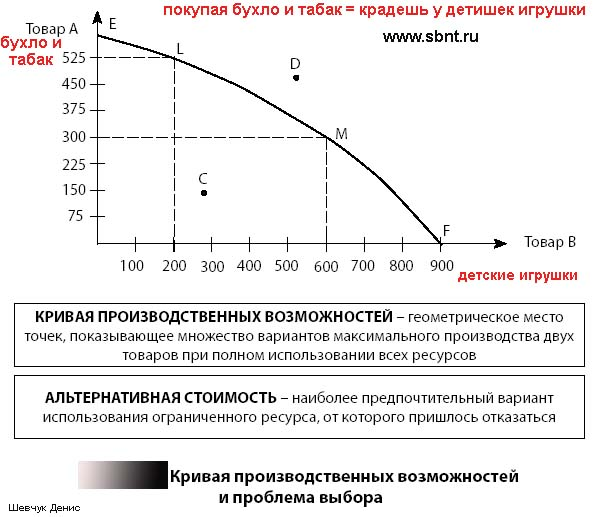 покупая бухло и табак = крадешь у детишек игрушки
Товар А
E
www.sbnt.ru
бухло и
табак
L
525
D
450
375
300
M
225
C
150
75
F
Товар В
100 200 300 400 500 600 700 800 900
детские игрушки
КРИВАЯ ПРОИЗВОДСТВЕННЫХ ВОЗМОЖНОСТЕЙ – геометрическое место
точек, показывающее множество вариантов максимального производства двух
товаров при полном использовании всех ресурсов
АЛЬТЕРНАТИВНАЯ СТОИМОСТЬ – наиболее предпочтительный вариант
использования ограниченного ресурса, от которого пришлось отказаться
Кривая производственных возможностей
и проблема выбора
Шевчук Денис